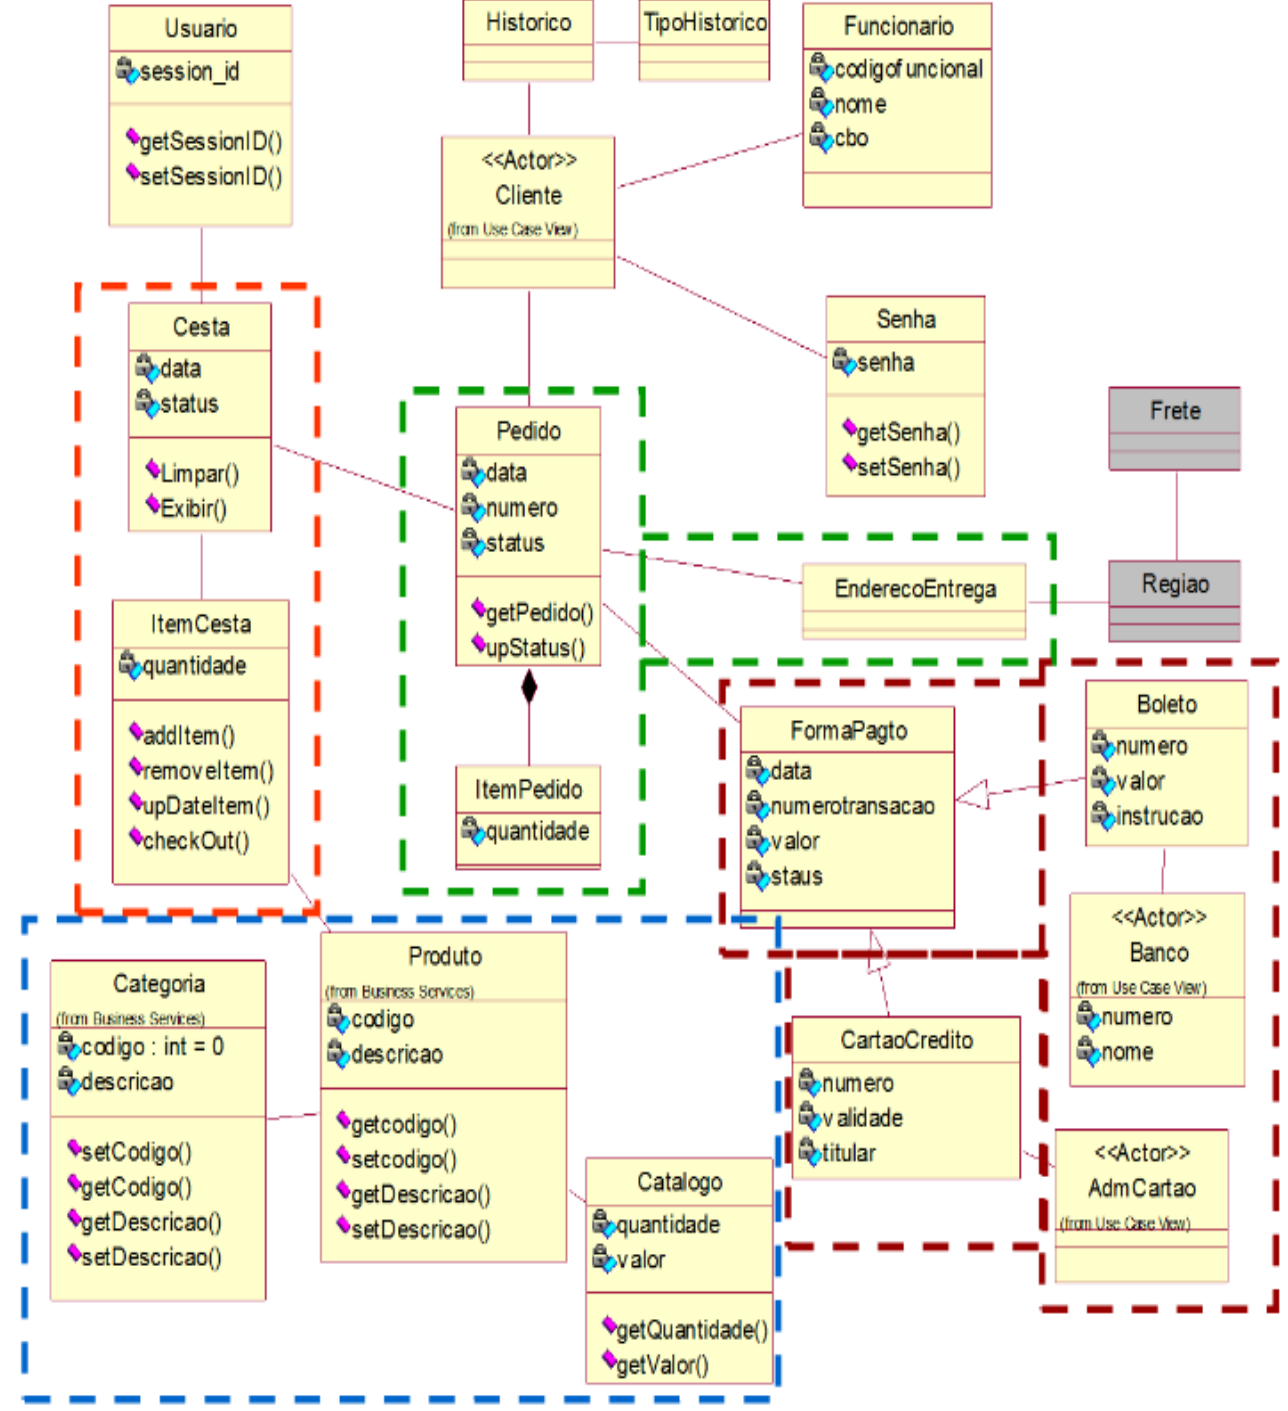 Usuario
session_id
getSessionID()
setSessionID()
Historico
TipoHistorico
Funcionario
codigofuncional
nome
cbo
<<Actor>>
Cliente
(from Use Case View)
Cesta
data
status
Limpar()
Exibir()
Senha
senha
getSenha()
setSenha()
Pedido
data
numero
status
getPedido()
upStatus()
Frete
Regiao
EnderecoEntrega
ItemCesta
quantidade
addItem()
removeItem()
upDateItem()
checkOut()
ItemPedido
quantidade
FormaPagto
data
numerotransacao
valor
staus
Boleto
numero
valor
instrucao
<<Actor>>
Banco
(from Use Case View)
numero
nome
Categoria
(from Business Services)
codigo : int = 0
descricao
setCodigo()
getCodigo()
getDescricao()
setDescricao()
Produto
(from Business Services)
codigo
descricao
getcodigo()
setcodigo()
getDescricao()
setDescricao()
CartaoCredito
numero
validade
titular
<<Actor>>
AdmCartao
(from Use Case View)
Catalogo
quantidade
valor
getQuantidade()
getValor()